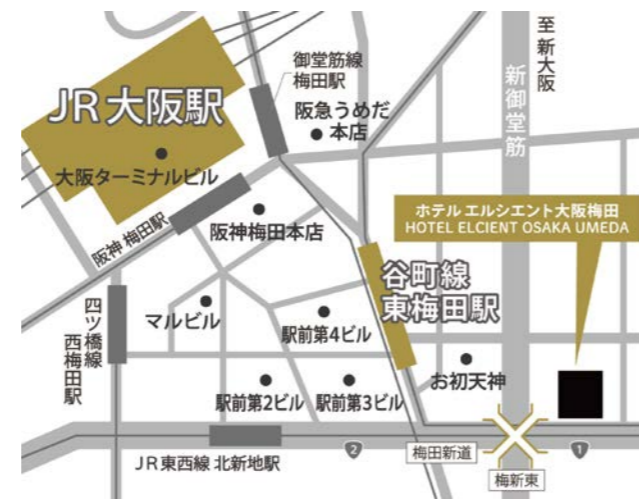 御堂筋線
梅田駅
至 新大阪
新御堂筋
JR大阪駅
阪急うめだ
本店
大阪ターミナルビル
ホテル エルシエント大阪梅田
HOTEL ELCIENT OSAKA UMEDA
阪神 梅田駅
阪神梅田本店
谷町線
東梅田駅
四ツ橋線
西梅田駅
マルビル
駅前第4ビル
お初天神
駅前第2ビル
駅前第3ビル
JR東西線 北新地駅
2
梅田新道
1
梅新東